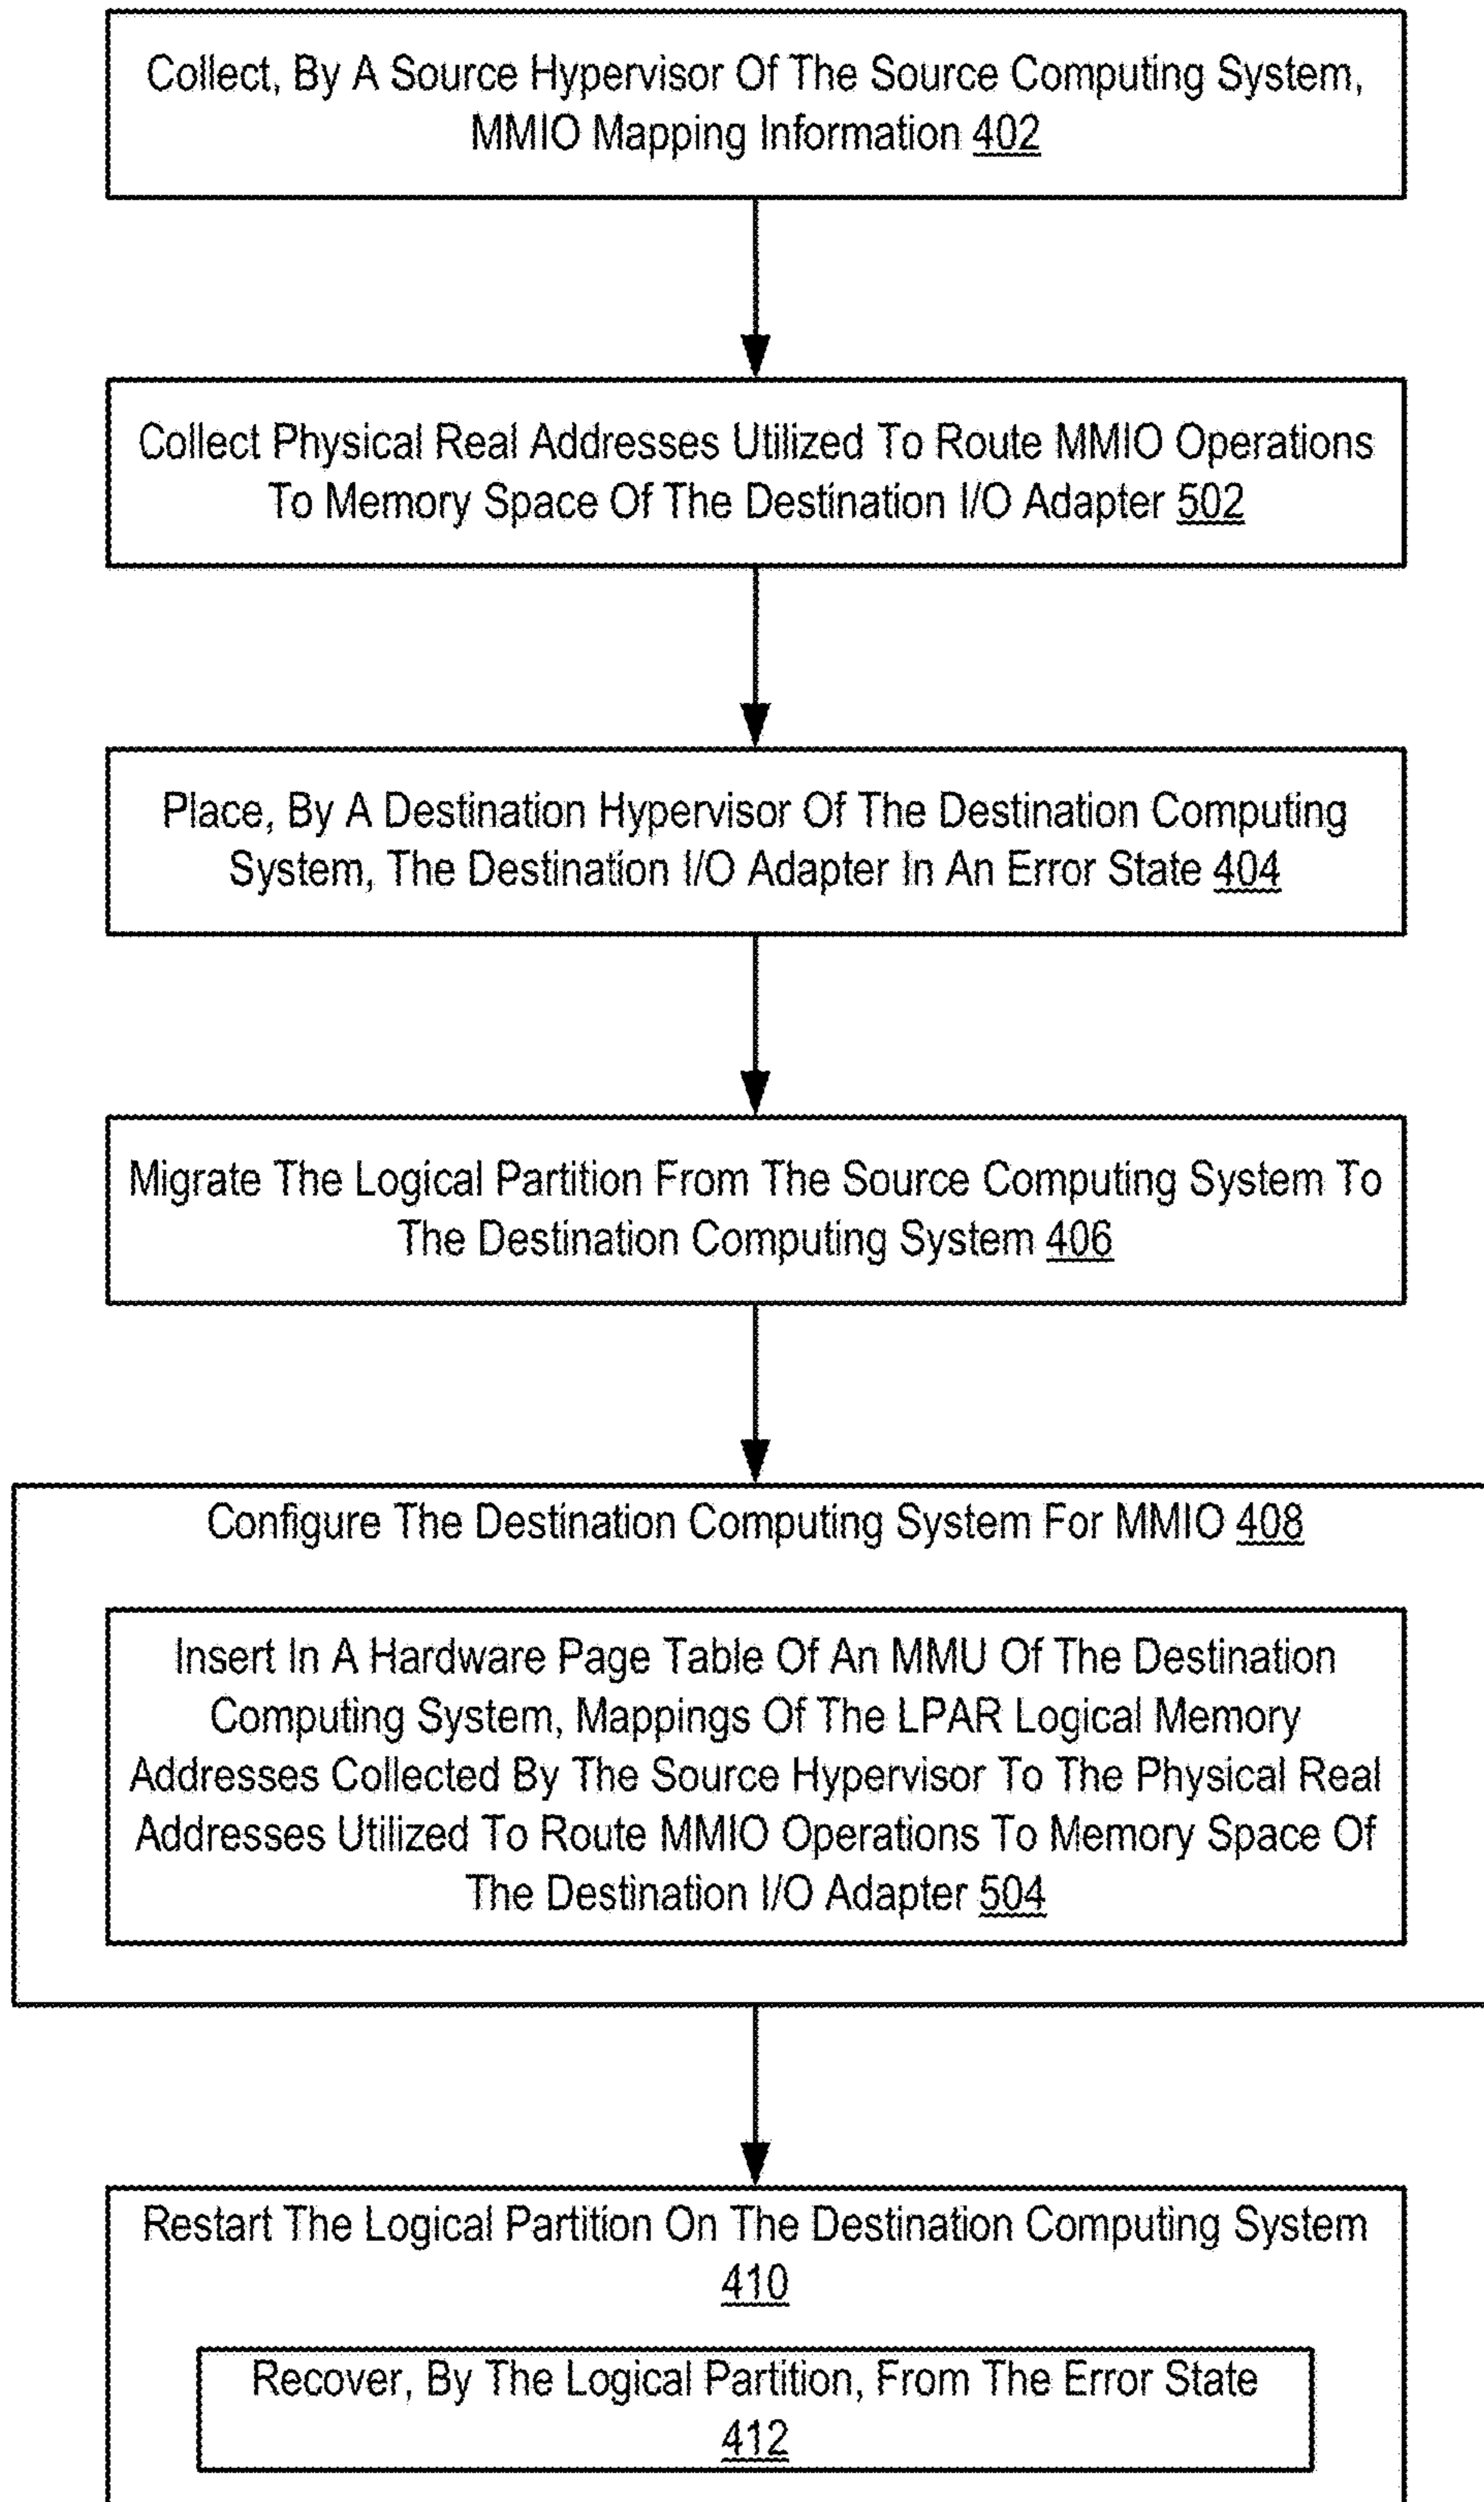 Collect, By A Source Hypervisor Of The Source Computing System,
MMIO Mapping Information 402
Collect Physical Real Addresses Utilized To Route MMIO Operations
To Memory Space Of The Destination I/O Adapter 502
Place, By A Destination Hypervisor Of The Destination Computing
System, The Destination I/O Adapter In An Error State 404
Migrate The Logical Partition From The Source Computing System To
The Destination Computing System 406
Configure The Destination Computing System For MMIO 408
Insert In A Hardware Page Table Of An MMU Of The Destination
Computing System, Mappings Of The LPAR Logical Memory
Addresses Collected By The Source Hypervisor To The Physical Real
Addresses Utilized To Route MMIO Operations To Memory Space Of
The Destination I/O Adapter 504
Restart The Logical Partition On The Destination Computing System
410
Recover, By The Logical Partition, From The Error State
412